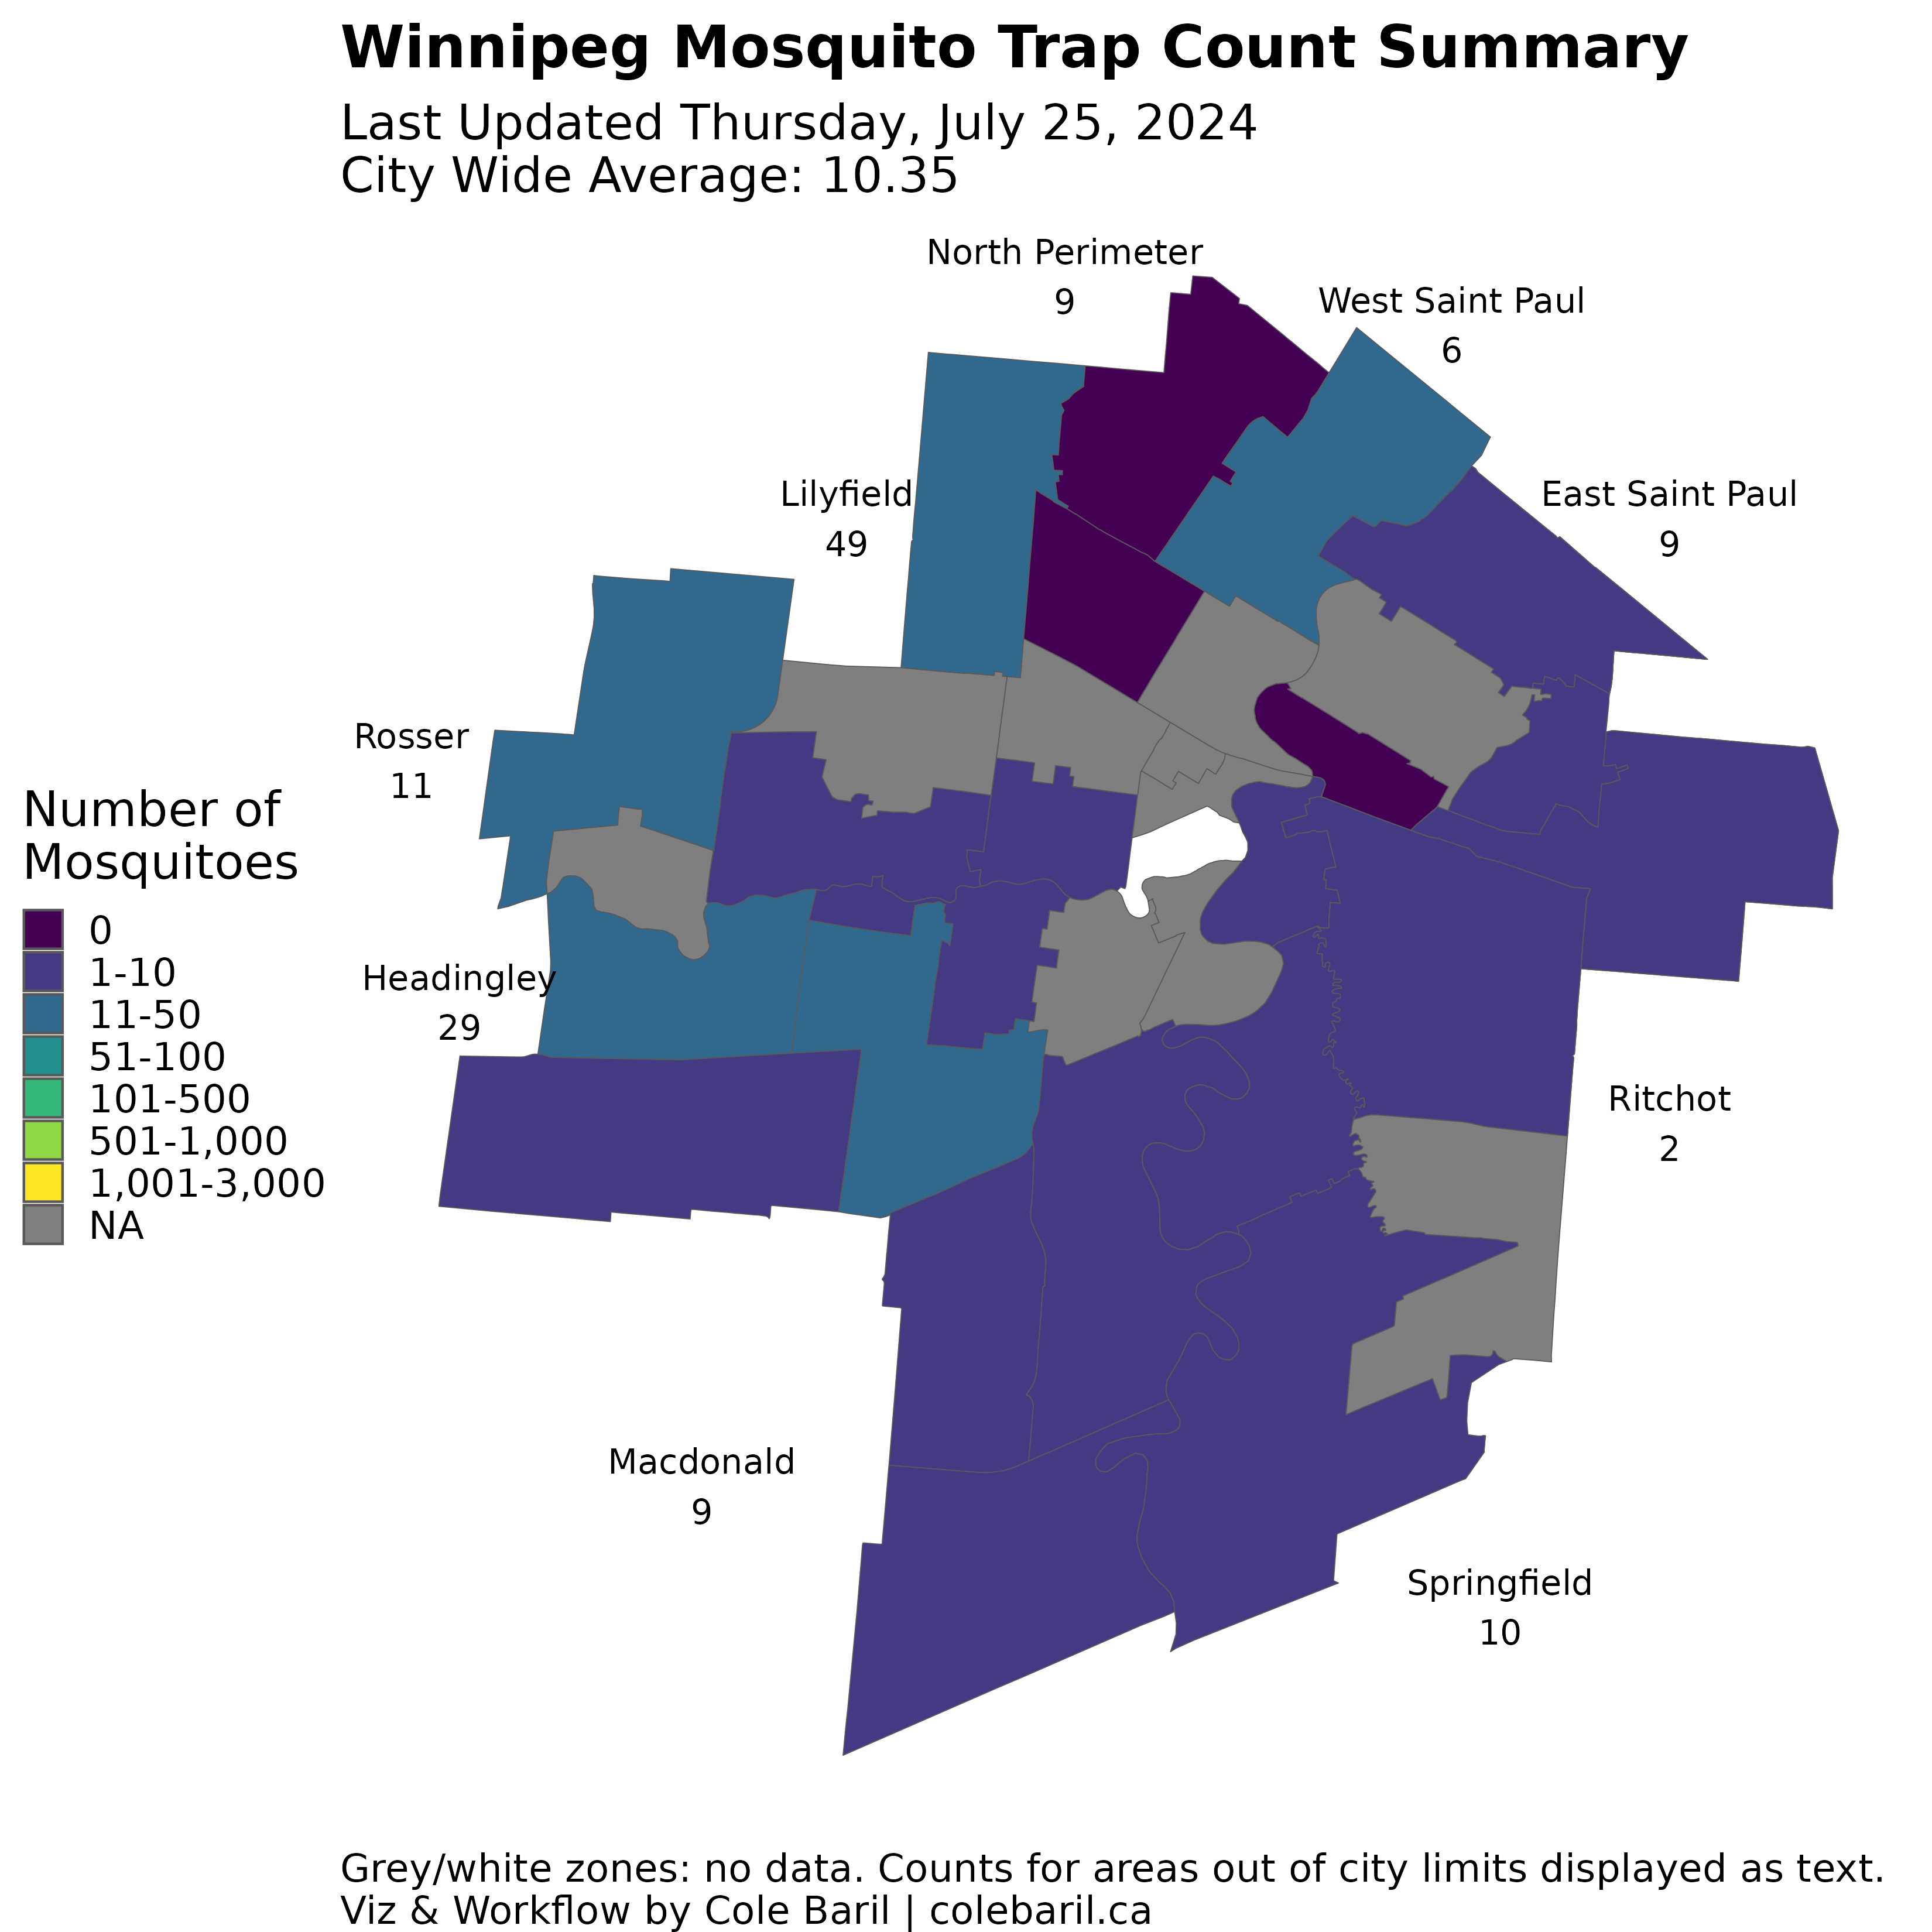 Winnipeg Mosquito Trap Count Summary
Last Updated Thursday, July 25, 2024
City Wide Average: 10.35
North Perimeter
9
West Saint Paul
6
Lilyfield
49
East Saint Paul
9
Rosser
11
Number of
Mosquitoes
0
1-10
11-50
51-100
101-500
501-1,000
1,001-3,000
NA
Headingley
29
Ritchot
2
Macdonald
9
Springfield
10
Grey/white zones: no data. Counts for areas out of city limits displayed as text.
Viz & Workflow by Cole Baril | colebaril.ca